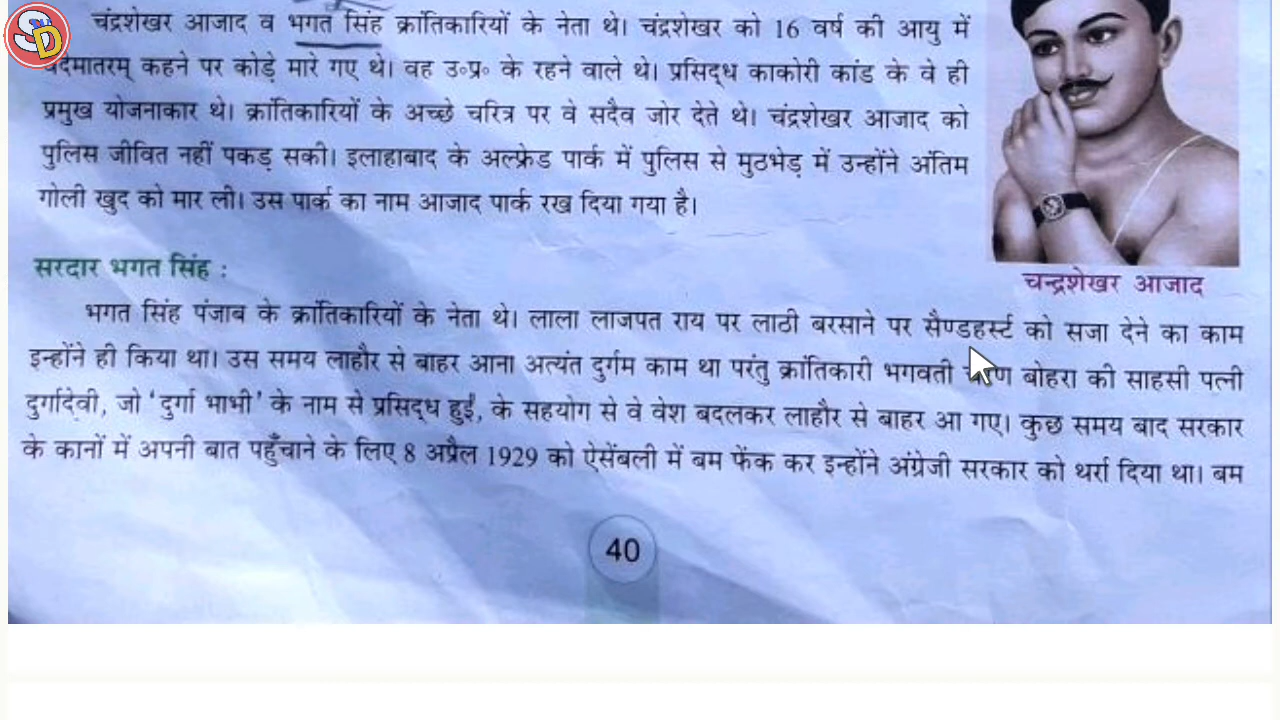 SD
चंद्रशेखर आजाद व भगत सिंह क्रांतिकारियों के नेता थे। चंद्रशेखर को 16 वर्ष की आयु में
वंदेमातरम् कहने पर कोड़े मारे गए थे। वह उ०प्र० के रहने वाले थे। प्रसिद्ध काकोरी कांड के वे ही
प्रमुख योजनाकार थे। क्रांतिकारियों के अच्छे चरित्र पर वे सदैव जोर देते थे। चंद्रशेखर आजाद को
पुलिस जीवित नहीं पकड़ सकी। इलाहाबाद के अल्फ्रेड पार्क में पुलिस से मुठभेड़ में उन्होंने अंतिम
गोली खुद को मार ली। उस पार्क का नाम आजाद पार्क रख दिया गया है।
चन्द्रशेखर आजाद
सरदार भगत सिंह :
भगत सिंह पंजाब के क्रांतिकारियों के नेता थे। लाला लाजपत राय पर लाठी बरसाने पर सैण्डहर्स्ट को सजा देने का काम
इन्होंने ही किया था। उस समय लाहौर से बाहर आना अत्यंत दुर्गम काम था परंतु क्रांतिकारी भगवती चरण बोहरा की साहसी पत्नी
दुर्गादेवी, जो 'दुर्गा भाभी' के नाम से प्रसिद्ध हुईं, के सहयोग से वे वेश बदलकर लाहौर से बाहर आ गए। कुछ समय बाद सरकार
के कानों में अपनी बात पहुँचाने के लिए 8 अप्रैल 1929 को ऐसेंबली में बम फेंक कर इन्होंने अंग्रेजी सरकार को थर्रा दिया था। बम
40